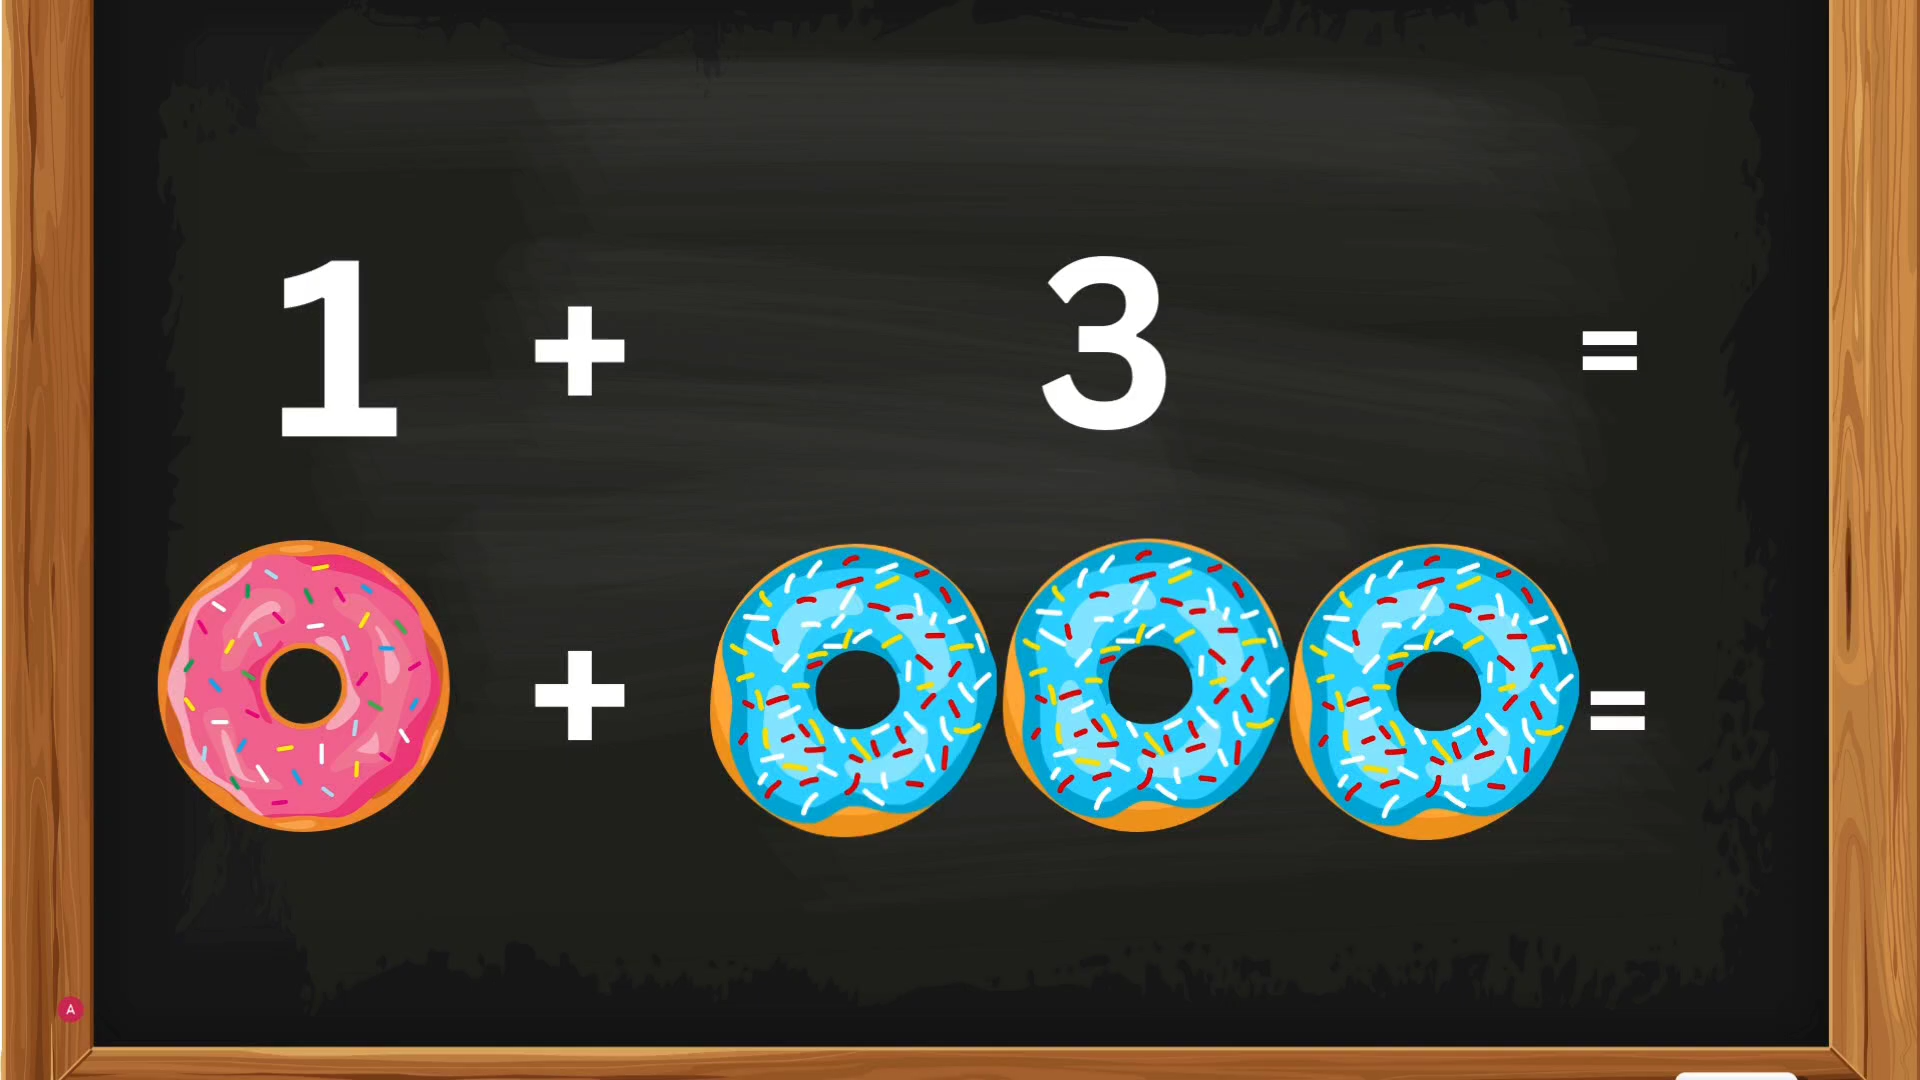 1 + 3 =
+ =
A